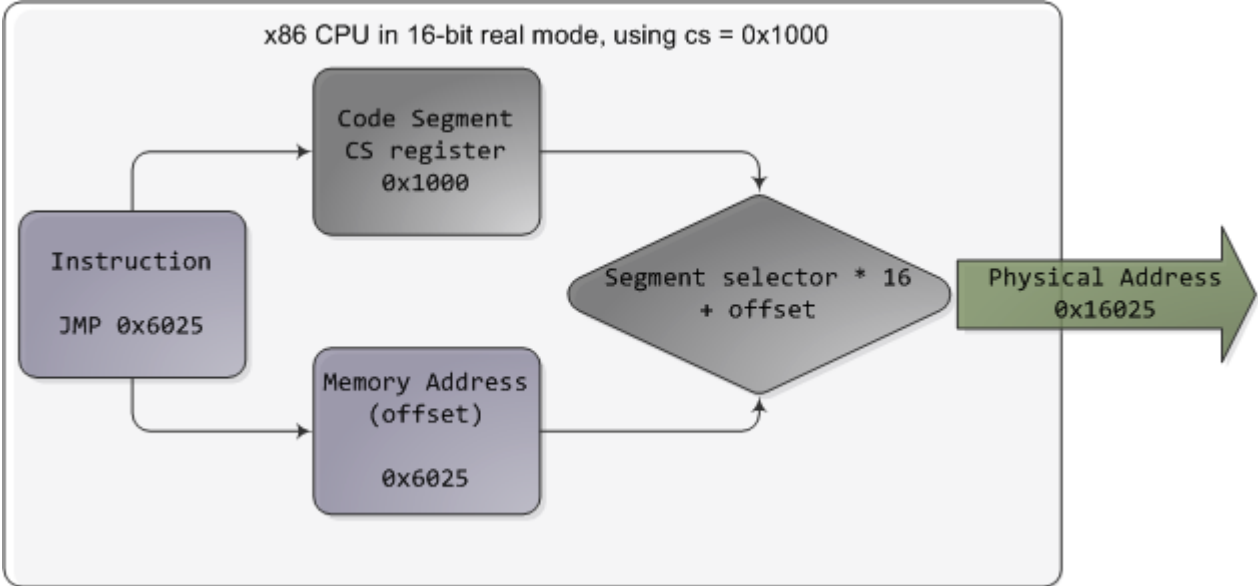 x86 CPU in 16-bit real mode, using cs = 0x1000
Code Segment
CS register
0x1000
Instruction
JMP 0x6025
Memory Address
(offset)
0x6025
Segment selector * 16
+ offset
Physical Address
0x16025